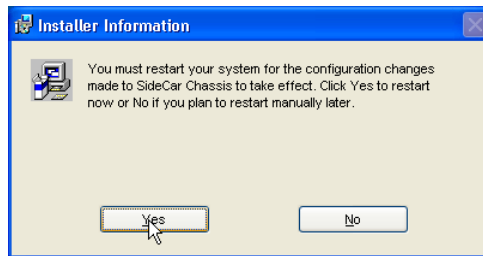 Installer Information
You must restart your system for the configuration changes
made to SideCar Chassis to take effect. Click Yes to restart
now or No if you plan to restart manually later.
Yes
No